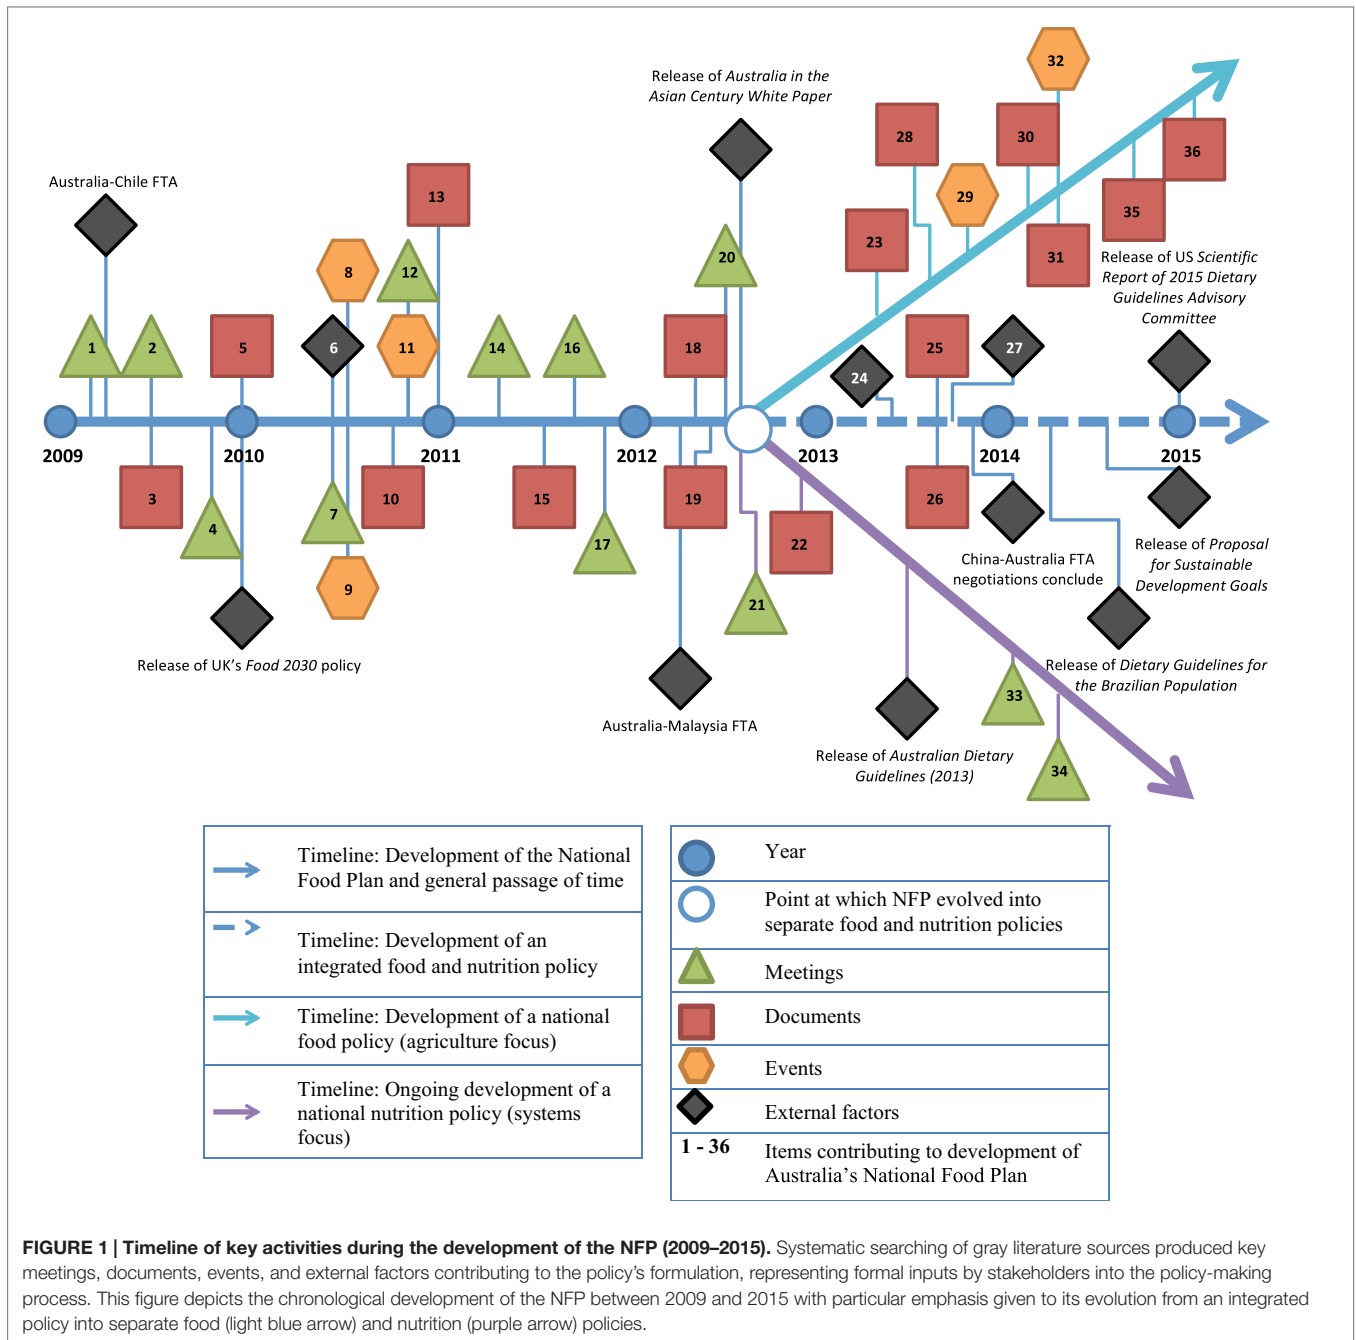 Release of Australia in the
Asian Century White Paper
Australia-Chile FTA
32
28
30
36
13
29
35
23
31
20
8
12
Release of US Scientific
Report of 2015 Dietary
Guidelines Advisory
Committee
1
2
5
6
11
14
16
18
24
25
27
2009
2010
2011
2012
2013
2014
2015
3
4
7
10
15
17
19
22
26
9
21
China-Australia FTA
negotiations conclude
Release of Proposal
for Sustainable
Development Goals
Release of UK’s Food 2030 policy
Release of Dietary Guidelines for
the Brazilian Population
33
Australia-Malaysia FTA
Release of Australian Dietary
Guidelines (2013)
34
Timeline: Development of the National
Food Plan and general passage of time
Timeline: Development of an
integrated food and nutrition policy
Timeline: Development of a national
food policy (agriculture focus)
Timeline: Ongoing development of a
national nutrition policy (systems
focus)
Year
Point at which NFP evolved into
separate food and nutrition policies
Meetings
Documents
Events
External factors
1 - 36
Items contributing to development of
Australia’s National Food Plan
FIGURE 1 | Timeline of key activities during the development of the NFP (2009–2015). Systematic searching of gray literature sources produced key
meetings, documents, events, and external factors contributing to the policy’s formulation, representing formal inputs by stakeholders into the policy-making
process. This figure depicts the chronological development of the NFP between 2009 and 2015 with particular emphasis given to its evolution from an integrated
policy into separate food (light blue arrow) and nutrition (purple arrow) policies.